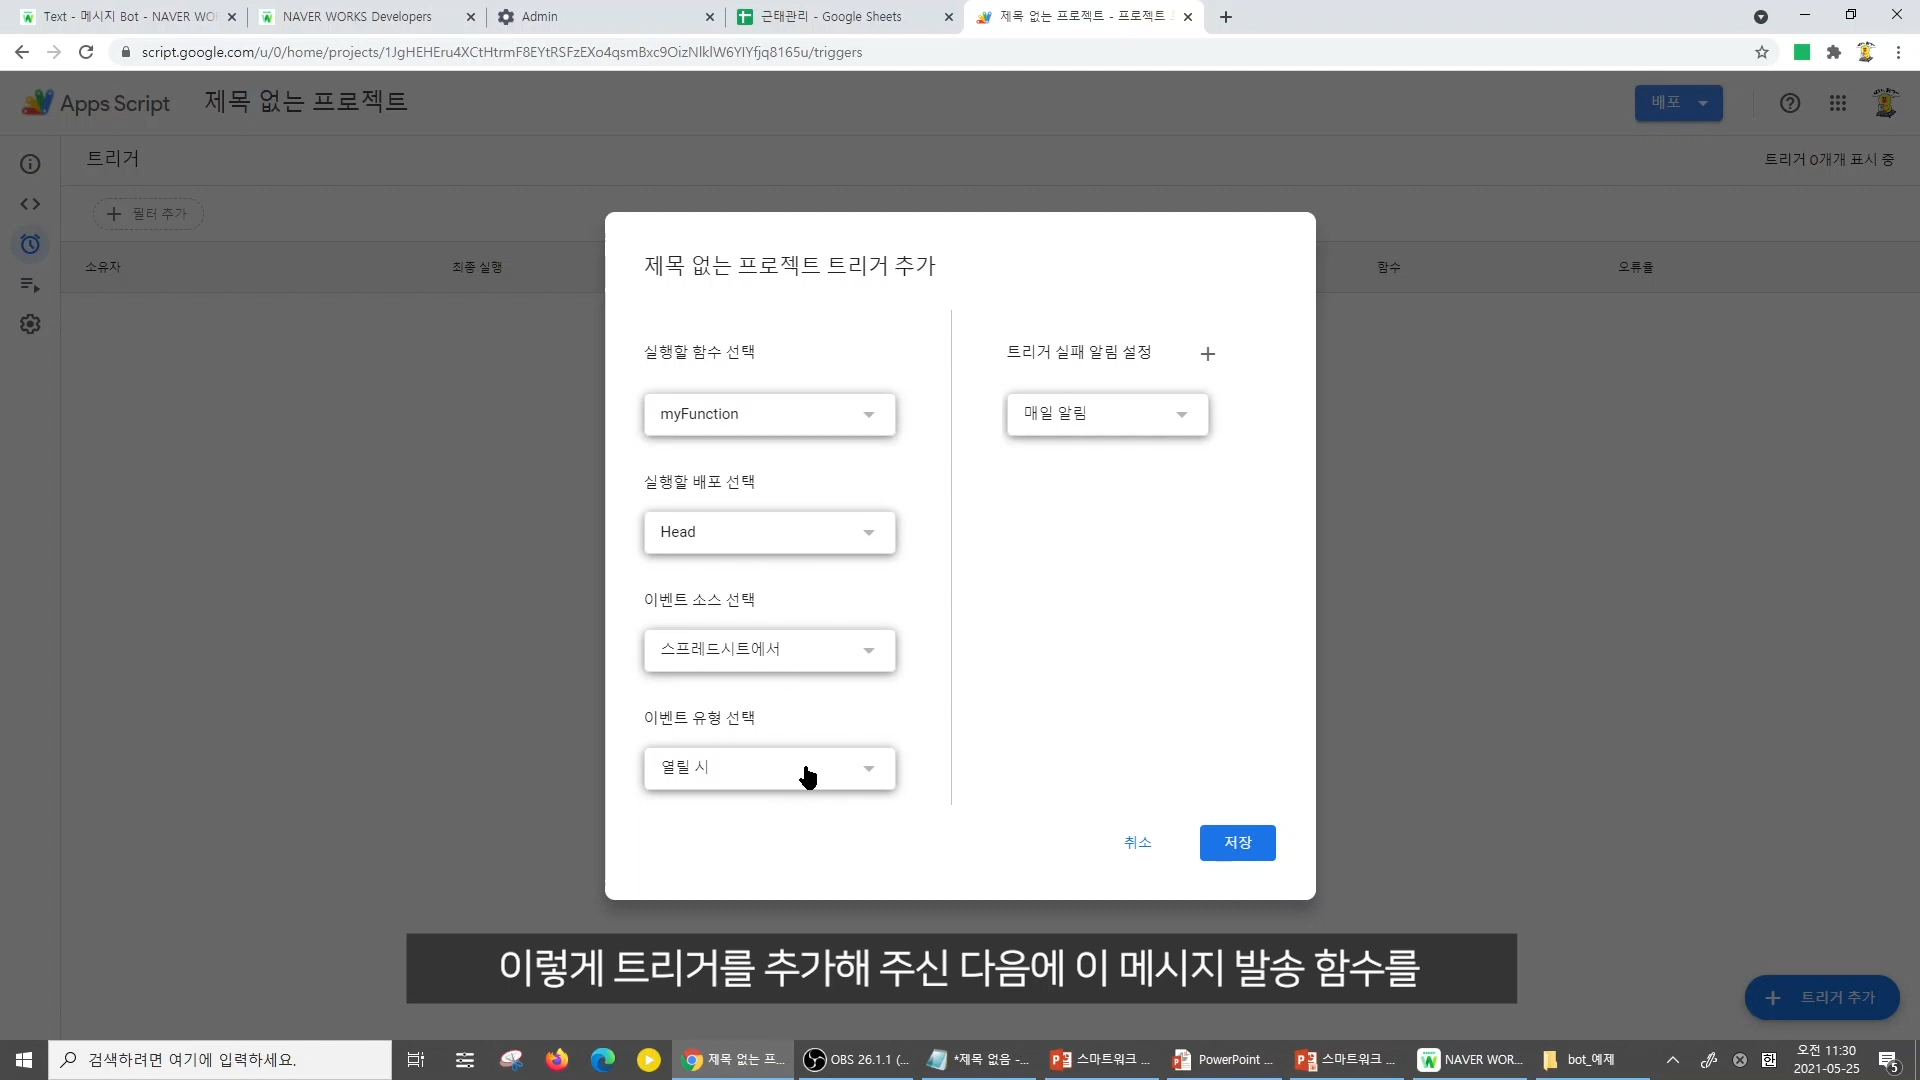 Text - 메시지 Bot - NAVER WO
NAVER WORKS Developers
Admin
근태관리 - Google Sheets
제목 없는 프로젝트 - 프로젝트
script.google.com/u/0/home/projects/1JgHEHEru4XCtHtrmF8EYtRSFzEXo4qsmBxc9OizNlklW6YlYfjq8165u/triggers
Apps Script
제목 없는 프로젝트
배포
트리거
트리거 0개개 표시 중
필터 추가
소유자
최종 실행
함수
오류율
제목 없는 프로젝트 트리거 추가
실행할 함수 선택
myFunction
실행할 배포 선택
Head
이벤트 소스 선택
스프레드시트에서
이벤트 유형 선택
열릴 시
트리거 실패 알림 설정
매일 알림
취소
저장
이렇게 트리거를 추가해 주신 다음에 이 메시지 발송 함수를
트리거 추가
검색하려면 여기에 입력하세요.
제목 없는 프...
OBS 26.1.1 (...
*제목 없음 -...
스마트워크 ...
PowerPoint ...
스마트워크 ...
NAVER WOR...
bot_예제
한
오전 11:30
2021-05-25
5